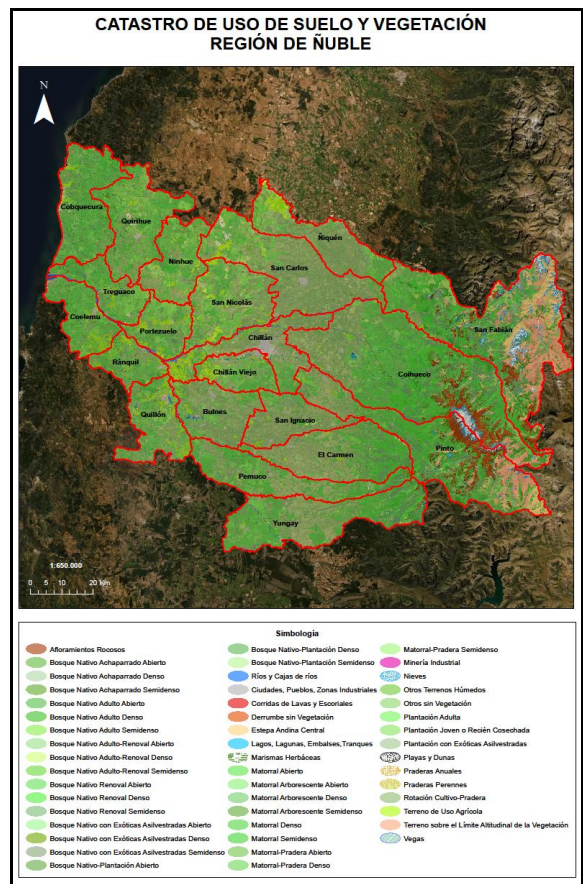 CATASTRO DE USO DE SUELO Y VEGETACIÓN
REGIÓN DE ÑUBLE
N
Cobquecura
Quirihue
Ninhue
Ñiquén
San Carlos
Treguaco
San Nicolás
San Fabián
Coelemu
Portezuelo
Chillán
Ránquil
Chillán Viejo
Coihueco
Quillón
Bulnes
San Ignacio
Pinto
El Carmen
Pemuco
Yungay
1:650.000
0 5 10 20 Km
Simbología
Afloramientos Rocosos
Bosque Nativo Achaparrado Abierto
Bosque Nativo Achaparrado Denso
Bosque Nativo Achaparrado Semidenso
Bosque Nativo Adulto Abierto
Bosque Nativo Adulto Denso
Bosque Nativo Adulto Semidenso
Bosque Nativo Adulto-Renoval Abierto
Bosque Nativo Adulto-Renoval Denso
Bosque Nativo Adulto-Renoval Semidenso
Bosque Nativo Renoval Abierto
Bosque Nativo Renoval Denso
Bosque Nativo Renoval Semidenso
Bosque Nativo con Exóticas Asilvestradas Abierto
Bosque Nativo con Exóticas Asilvestradas Denso
Bosque Nativo con Exóticas Asilvestradas Semidenso
Bosque Nativo-Plantación Abierto
Bosque Nativo-Plantación Denso
Bosque Nativo-Plantación Semidenso
Ríos y Cajas de ríos
Ciudades, Pueblos, Zonas Industriales
Corridas de Lavas y Escoriales
Derrumbe sin Vegetación
Estepa Andina Central
Lagos, Lagunas, Embalses,Tranques
Marismas Herbáceas
Matorral Abierto
Matorral Arborescente Abierto
Matorral Arborescente Denso
Matorral Arborescente Semidenso
Matorral Denso
Matorral Semidenso
Matorral-Pradera Abierto
Matorral-Pradera Denso
Matorral-Pradera Semidenso
Minería Industrial
Nieves
Otros Terrenos Húmedos
Otros sin Vegetación
Plantación Adulta
Plantación Joven o Recién Cosechada
Plantación con Exóticas Asilvestradas
Playas y Dunas
Praderas Anuales
Praderas Perennes
Rotación Cultivo-Pradera
Terreno de Uso Agrícola
Terreno sobre el Límite Altitudinal de la Vegetación
Vegas